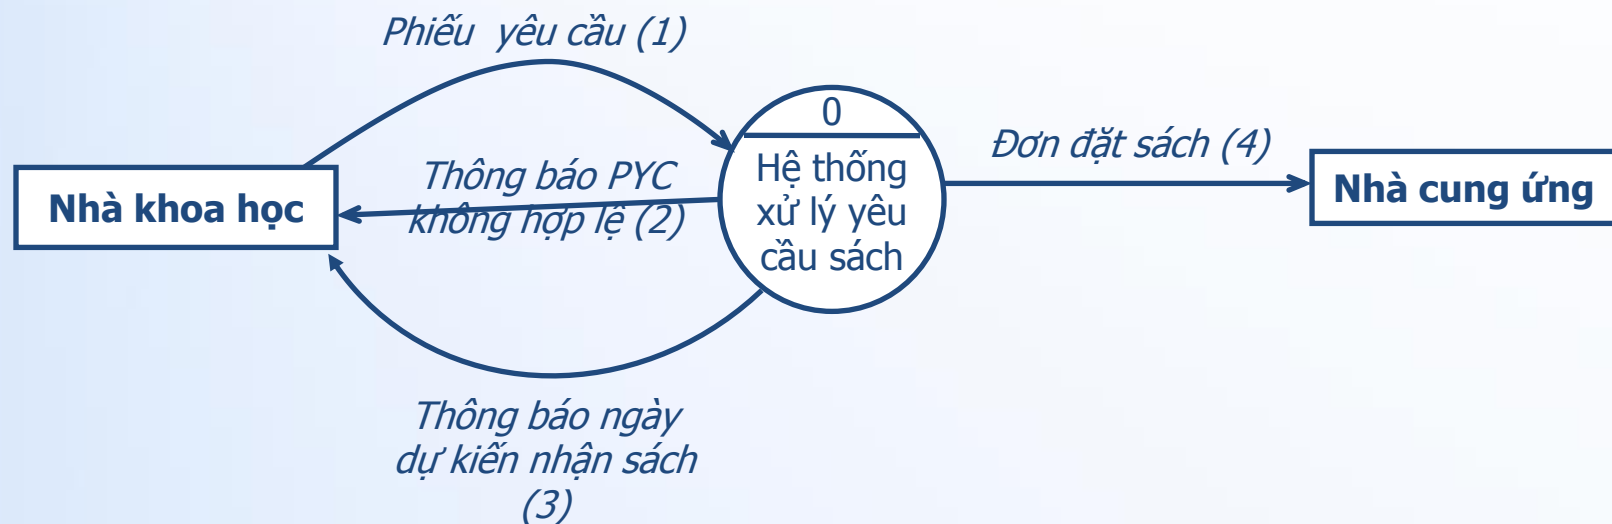 Phiếu yêu cầu (1)
0
Đơn đặt sách (4)
Thông báo PYC
không hợp lệ (2)
Hệ thống
xử lý yêu
cầu sách
Nhà khoa học
Nhà cung ứng
Thông báo ngày
dự kiến nhận sách
(3)